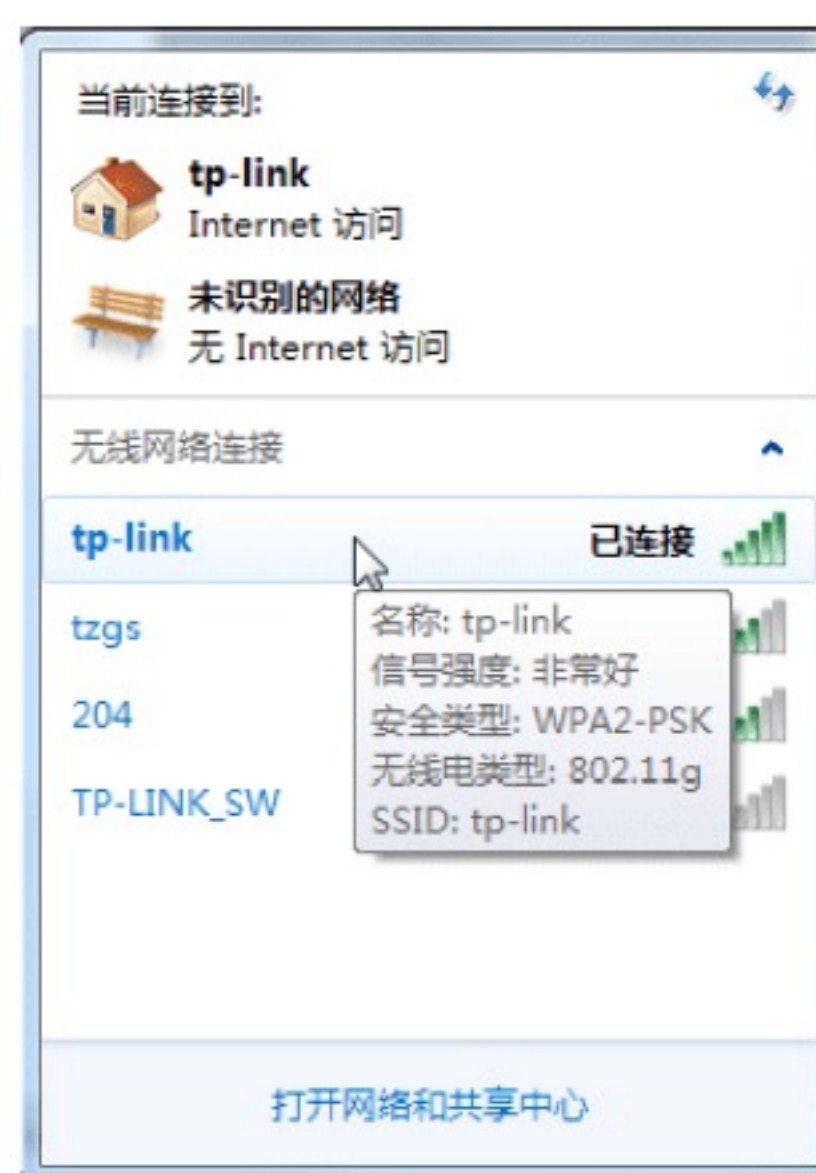 当前连接到:
tp-link
Internet 访问
未识别的网络
无 Internet 访问
无线网络连接
tp-link 已连接
tzgs
204
TP-LINK_SW
名称: tp-link
信号强度: 非常好
安全类型: WPA2-PSK
无线电类型: 802.11g
SSID: tp-link
打开网络和共享中心